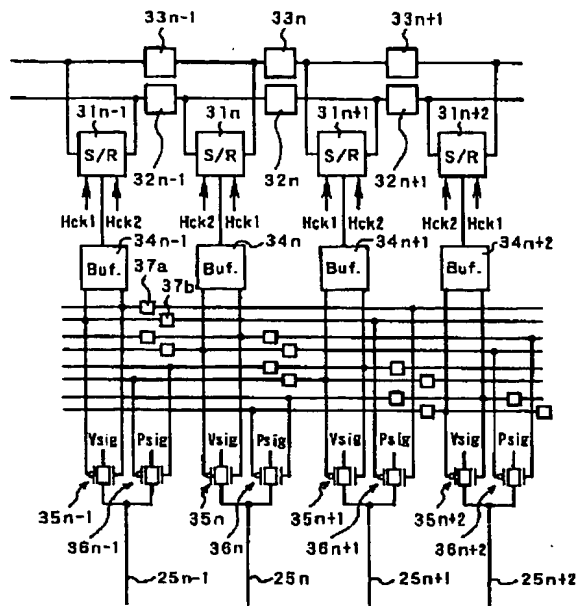 33n-1 33n 33n+1
31n-1 31n 31n+1 31n+2
S/R S/R S/R S/R
32n-1 32n 32n+1
Hck1 Hck2 Hck2 Hck1 Hck1 Hck2 Hck2 Hck1
34n-1 34n 34n+1 34n+2
Buf. Buf. Buf. Buf.
37a
37b
Vsig Psig Vsig Psig Vsig Psig Vsig Psig
35n-1 35n 35n+1 35n+2
36n-1 36n 36n+1 36n+2
25n-1 25n 25n+1 25n+2